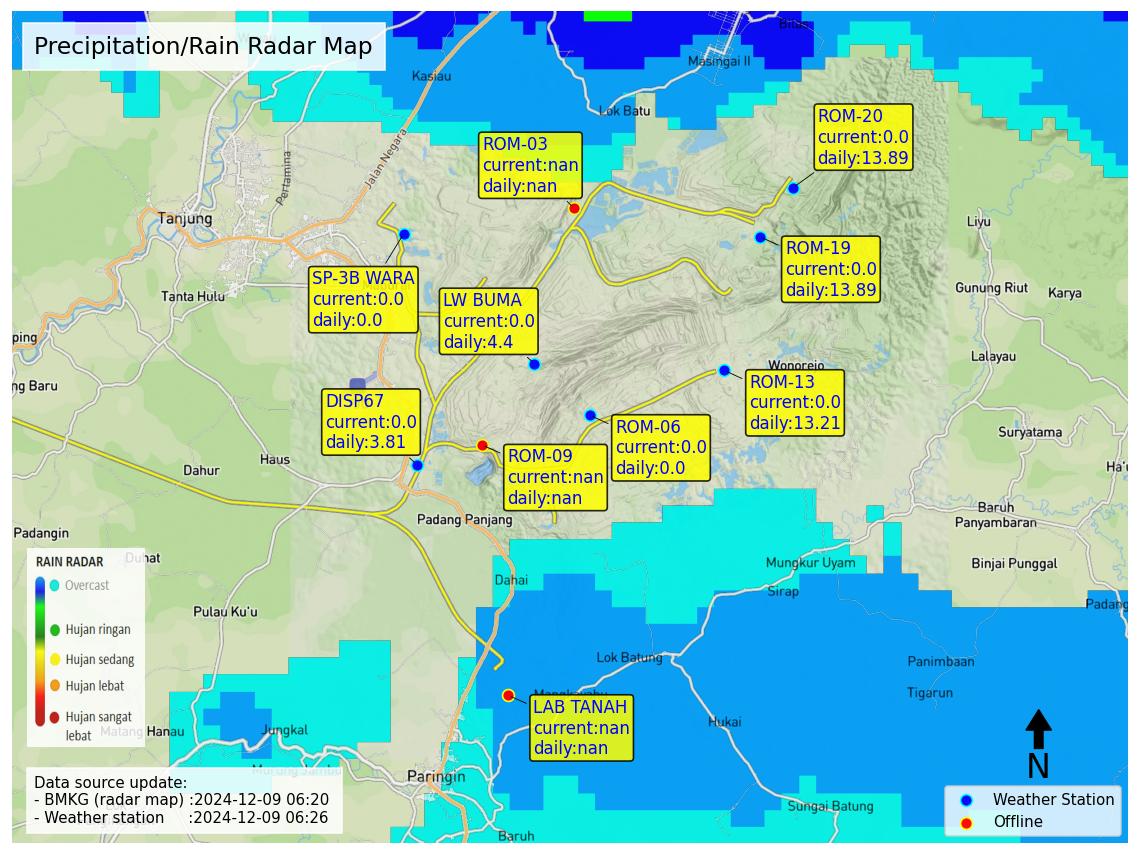 Precipitation/Rain Radar Map
Bilas
Masingai II
Kasiau
Lok Batu
Jalan Negara
Pertamina
Tanjung
Tanta Hulu
ROM-03
current:nan
daily:nan
ROM-20
current:0.0
daily:13.89
ROM-19
current:0.0
daily:13.89
SP-3B WARA
current:0.0
daily:0.0
LW BUMA
current:0.0
daily:4.4
Liyu
Gunung Riut
Karya
Lalayau
ping
ng Baru
Wonorejo
ROM-13
current:0.0
daily:13.21
DISP67
current:0.0
daily:3.81
ROM-06
current:0.0
daily:0.0
ROM-09
current:nan
daily:nan
Suryatama
Ha'u
Haus
Dahur
Padang Panjang
Baruh
Panyambaran
Padangin
Duhat
Binjai Punggal
Mungkur Uyam
Dahai
Sirap
Padang
Pulau Ku'u
RAIN RADAR
Overcast
Hujan ringan
Hujan sedang
Hujan lebat
Hujan sangat
lebat
Lok Batung
Panimbaan
Tigarun
Mangkayahu
LAB TANAH
current:nan
daily:nan
Hukai
Matang Hanau
Jungkal
Murung Jambu
Paringin
Sungai Batung
Baruh
N
Data source update:
- BMKG (radar map) :2024-12-09 06:20
- Weather station :2024-12-09 06:26
Weather Station
Offline